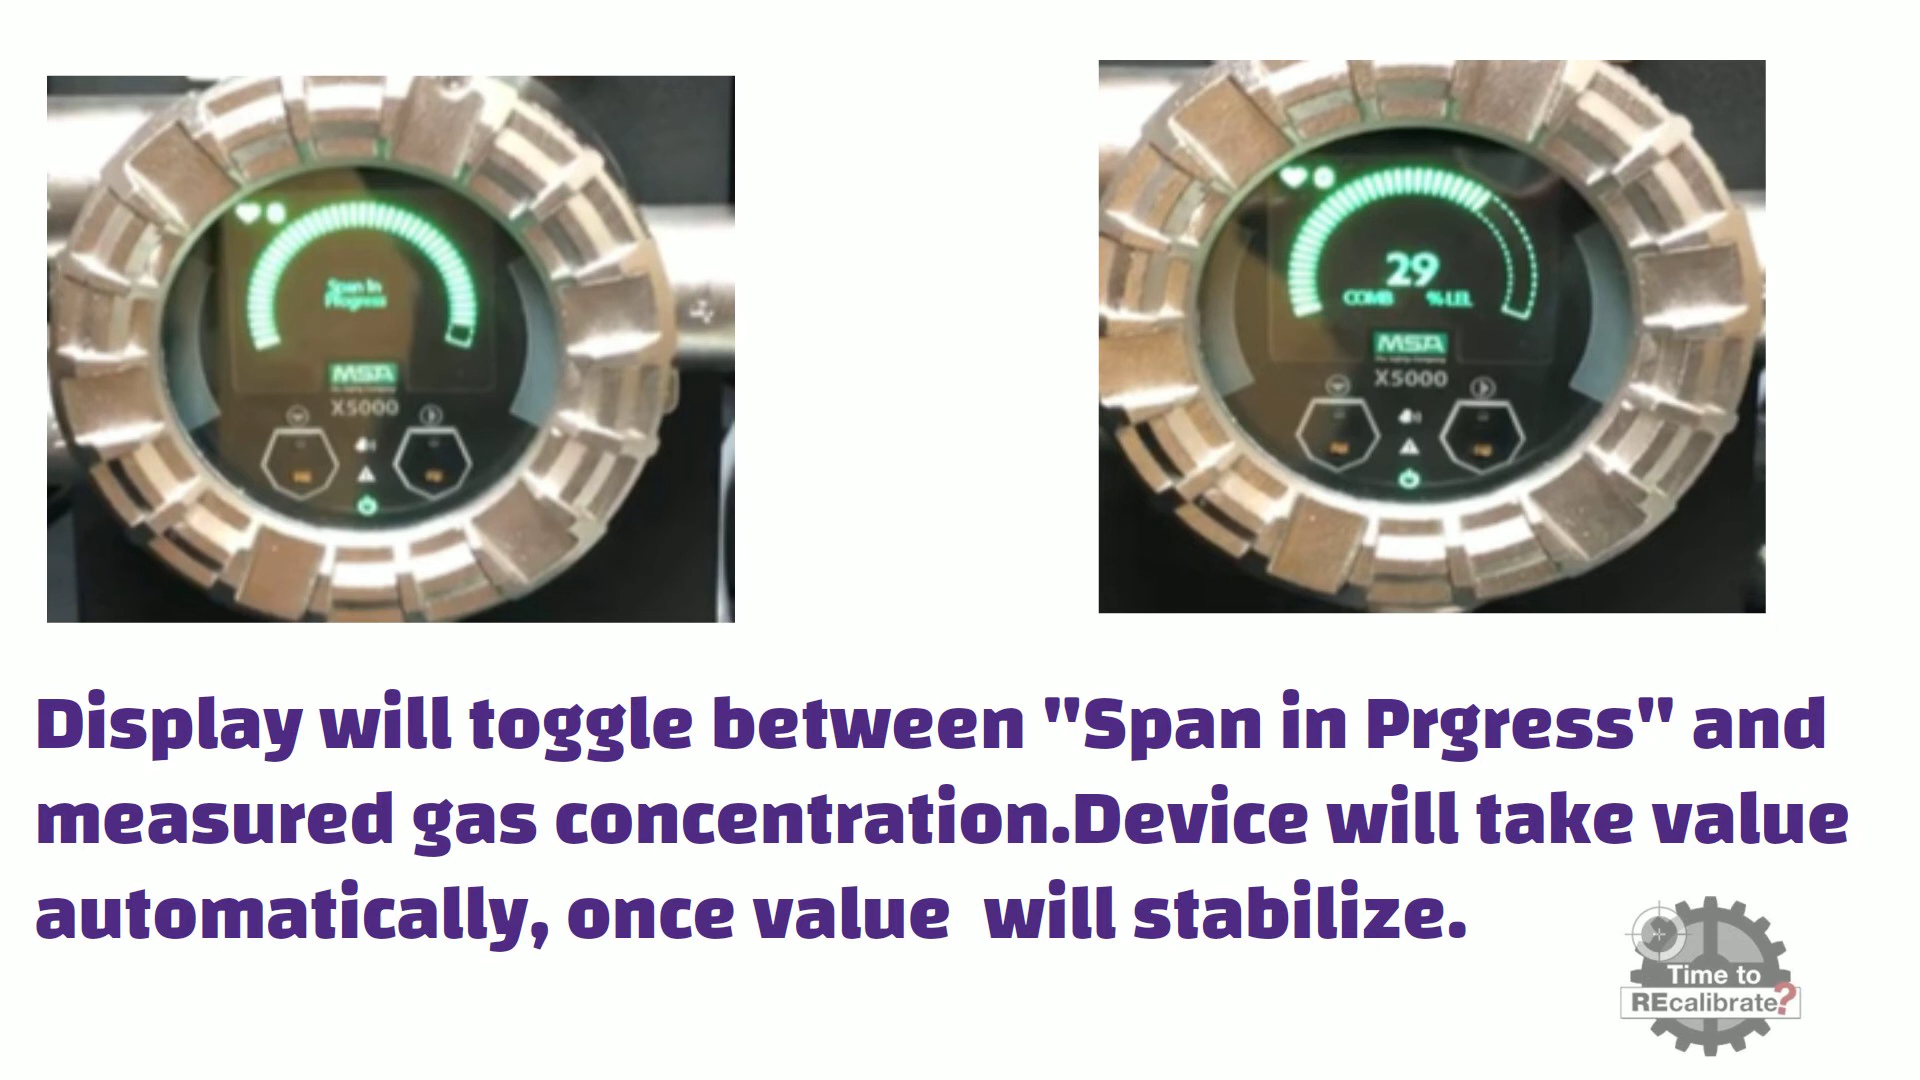 Span In
Progress
MSA
X5000
29
COMB %LEL
MSA
X5000
Display will toggle between "Span in Prgress" and
measured gas concentration.Device will take value
automatically, once value  will stabilize.
Time to
REcalibrate?